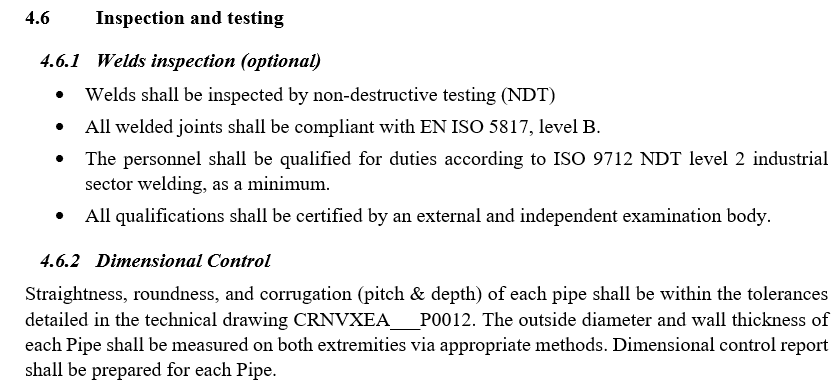 4.6 Inspection and testing
4.6.1 Welds inspection (optional)
• Welds shall be inspected by non-destructive testing (NDT)
• All welded joints shall be compliant with EN ISO 5817, level B.
• The personnel shall be qualified for duties according to ISO 9712 NDT level 2 industrial
sector welding, as a minimum.
• All qualifications shall be certified by an external and independent examination body.
4.6.2 Dimensional Control
Straightness, roundness, and corrugation (pitch & depth) of each pipe shall be within the tolerances
detailed in the technical drawing CRNVXEA___P0012. The outside diameter and wall thickness of
each Pipe shall be measured on both extremities via appropriate methods. Dimensional control report
shall be prepared for each Pipe.